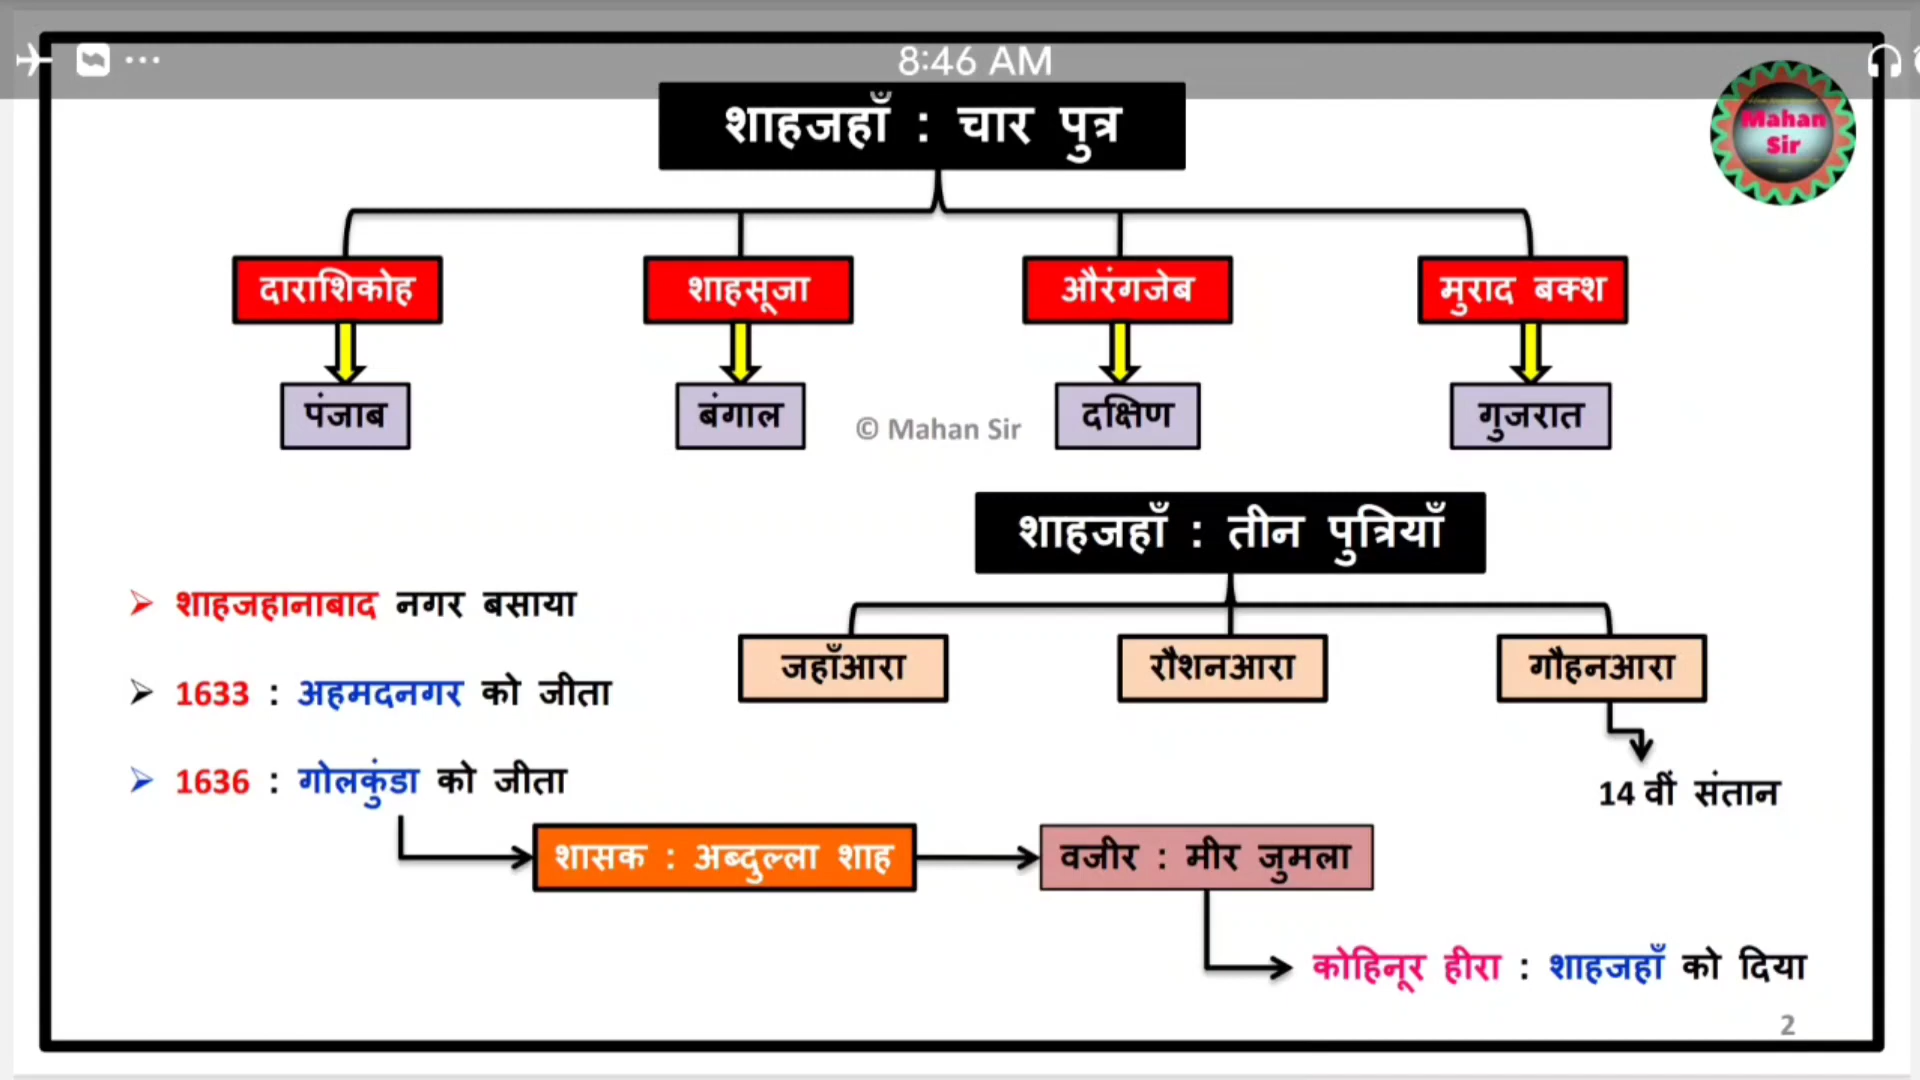 8:46 AM
शाहजहाँ : चार पुत्र
Mahan
Sir
दाराशिकोह
शाहसूजा
औरंगजेब
मुराद बक्श
पंजाब
बंगाल
दक्षिण
गुजरात
© Mahan Sir
शाहजहाँ : तीन पुत्रियाँ
जहाँआरा
रौशनआरा
गौहनआरा
14 वीं संतान
➢ शाहजहानाबाद नगर बसाया
➢ 1633 : अहमदनगर को जीता
➢ 1636 : गोलकुंडा को जीता
शासक : अब्दुल्ला शाह
वजीर : मीर जुमला
कोहिनूर हीरा : शाहजहाँ को दिया
2